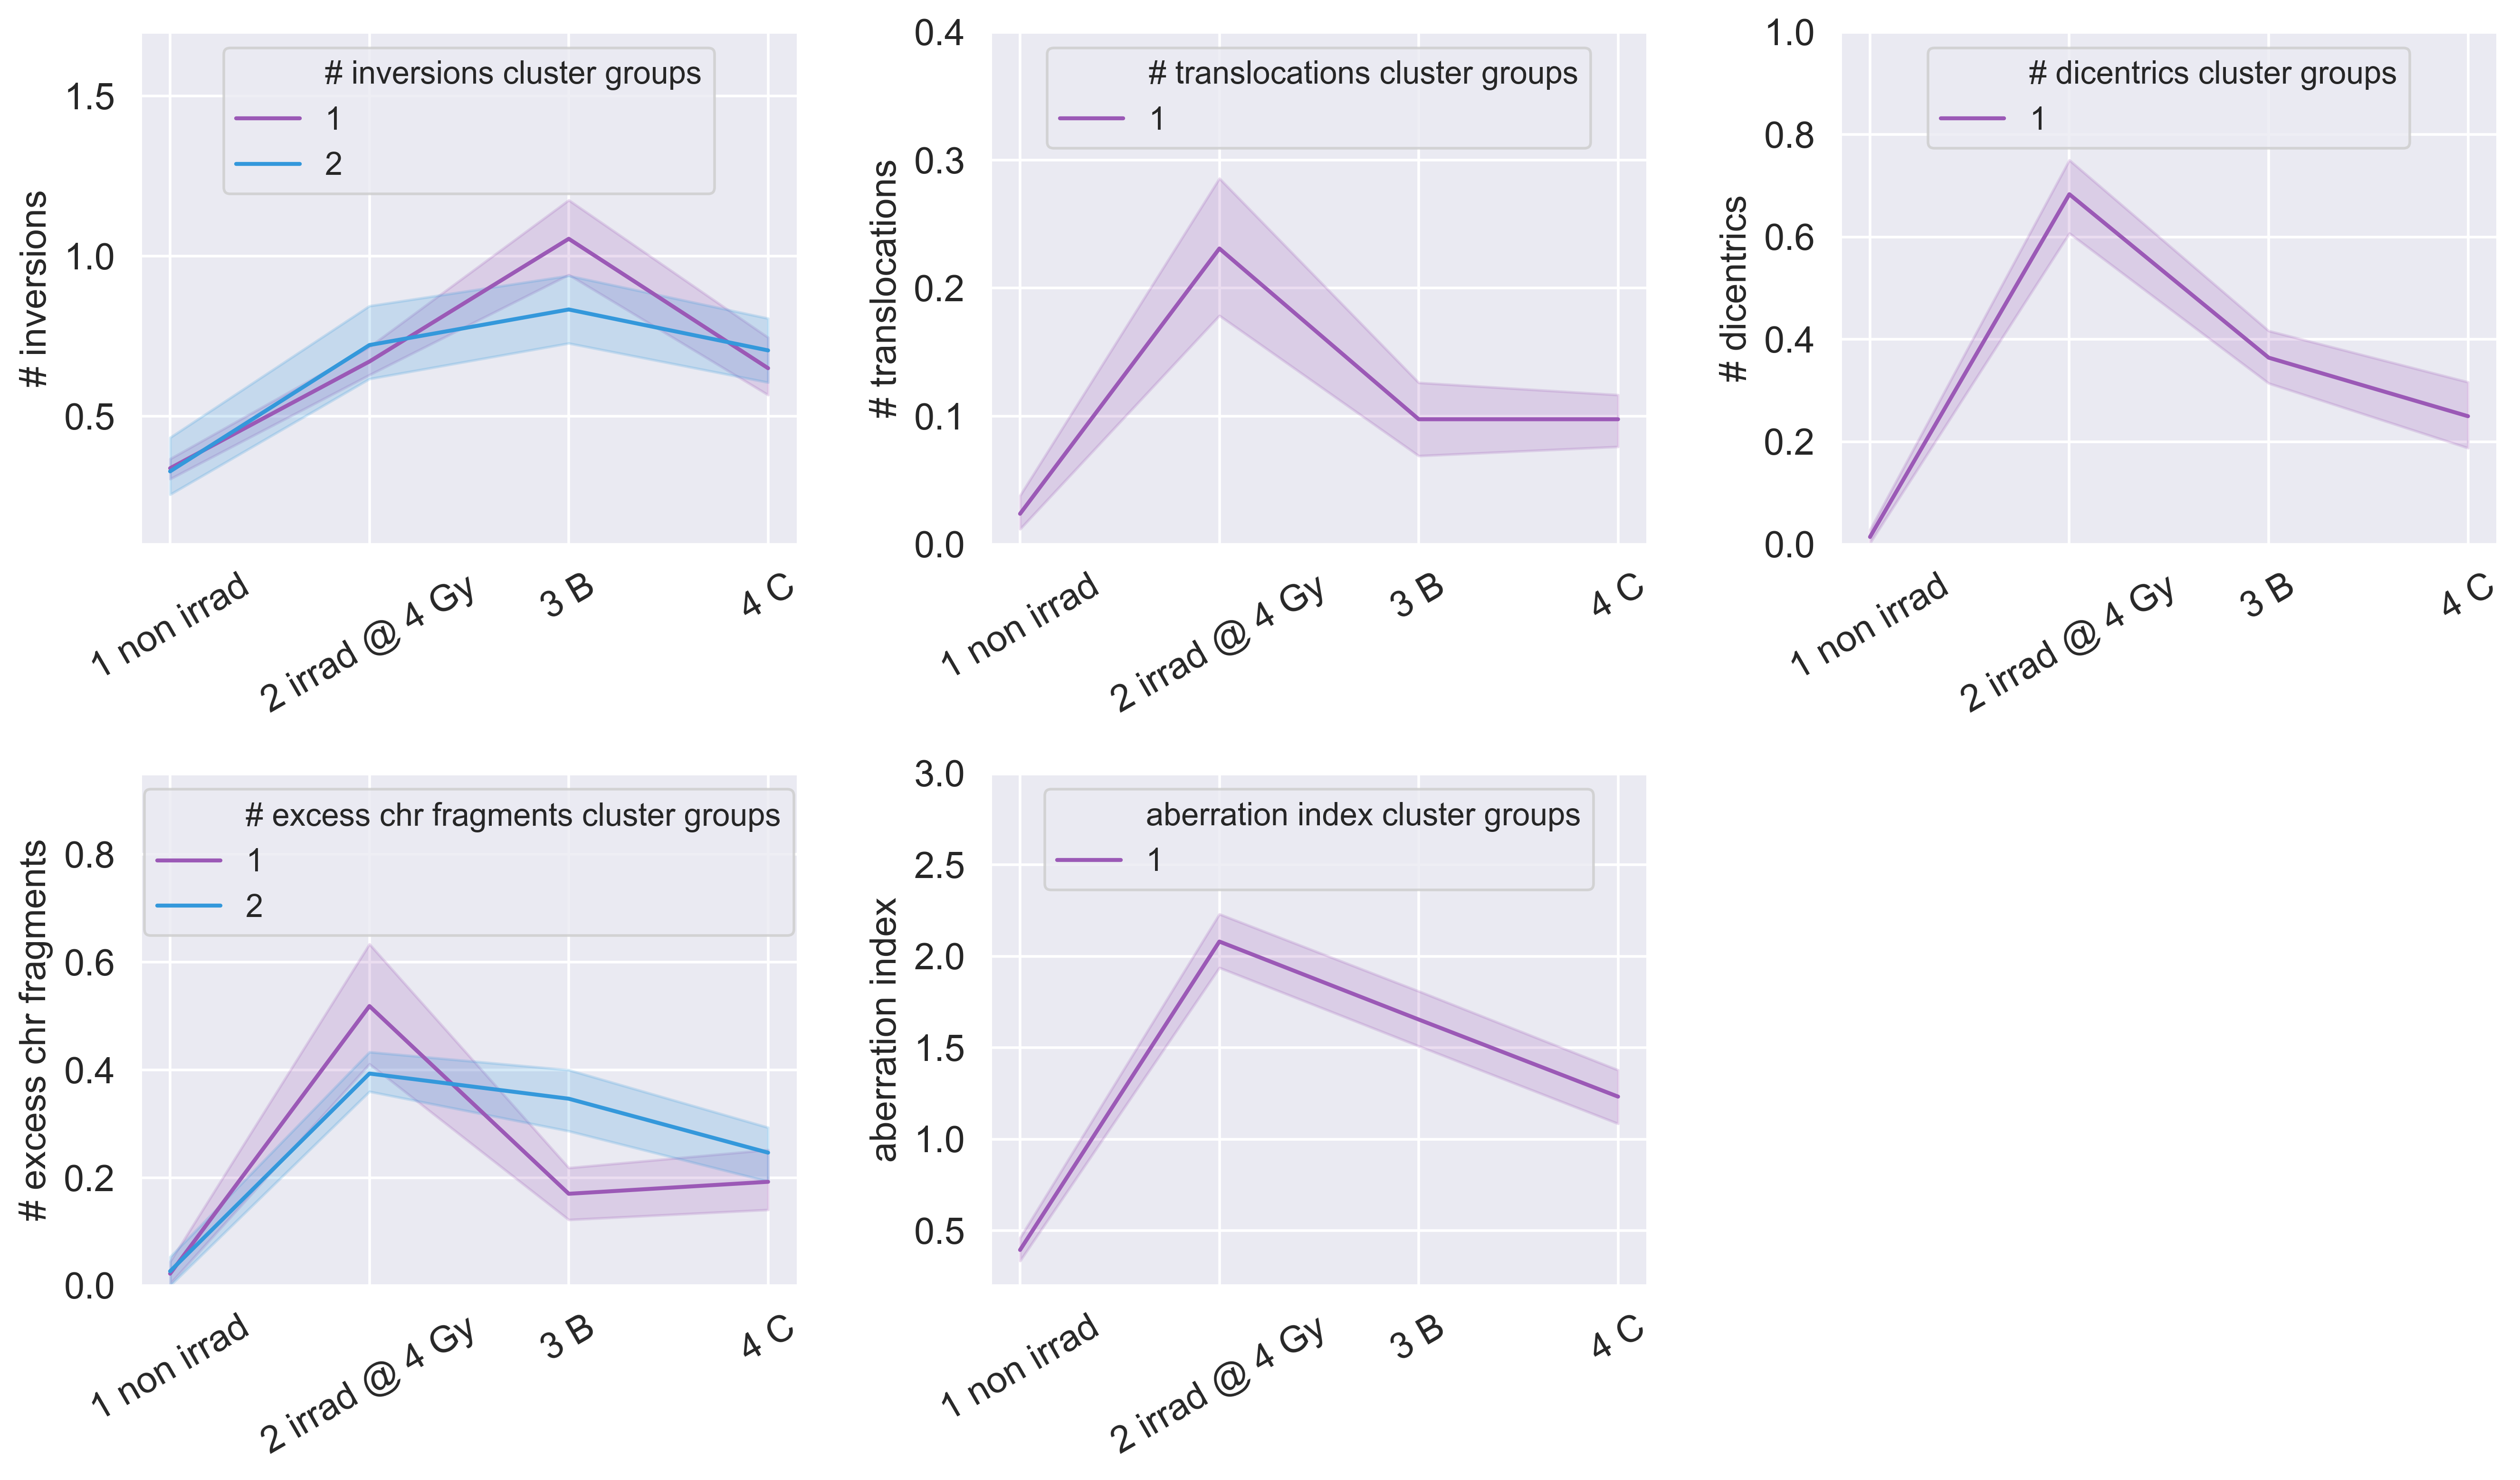 # inversions cluster groups
1
2
1.5
1.0
0.5
# inversions
1 non irrad
2 irrad @ 4 Gy
3 B
4 C
# translocations cluster groups
1
0.4
0.3
0.2
0.1
0.0
# translocations
1 non irrad
2 irrad @ 4 Gy
3 B
4 C
# dicentrics cluster groups
1
1.0
0.8
0.6
0.4
0.2
0.0
# dicentrics
1 non irrad
2 irrad @ 4 Gy
3 B
4 C
# excess chr fragments cluster groups
1
2
0.8
0.6
0.4
0.2
0.0
# excess chr fragments
1 non irrad
2 irrad @ 4 Gy
3 B
4 C
aberration index cluster groups
1
3.0
2.5
2.0
1.5
1.0
0.5
aberration index
1 non irrad
2 irrad @ 4 Gy
3 B
4 C